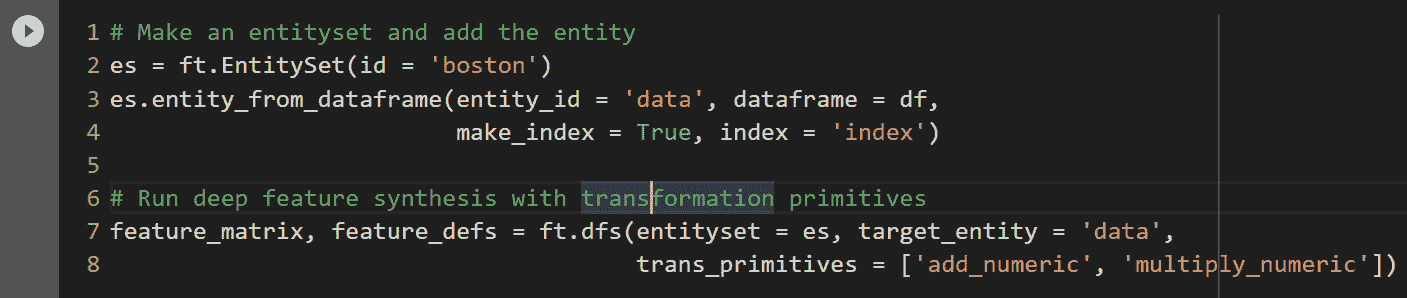 1 # Make an entityset and add the entity
2 es = ft.EntitySet(id = 'boston')
3 es.entity_from_dataframe(entity_id = 'data', dataframe = df,
4                          make_index = True, index = 'index')
5
6 # Run deep feature synthesis with transformation primitives
7 feature_matrix, feature_defs = ft.dfs(entityset = es, target_entity = 'data',
8                                       trans_primitives = ['add_numeric', 'multiply_numeric'])